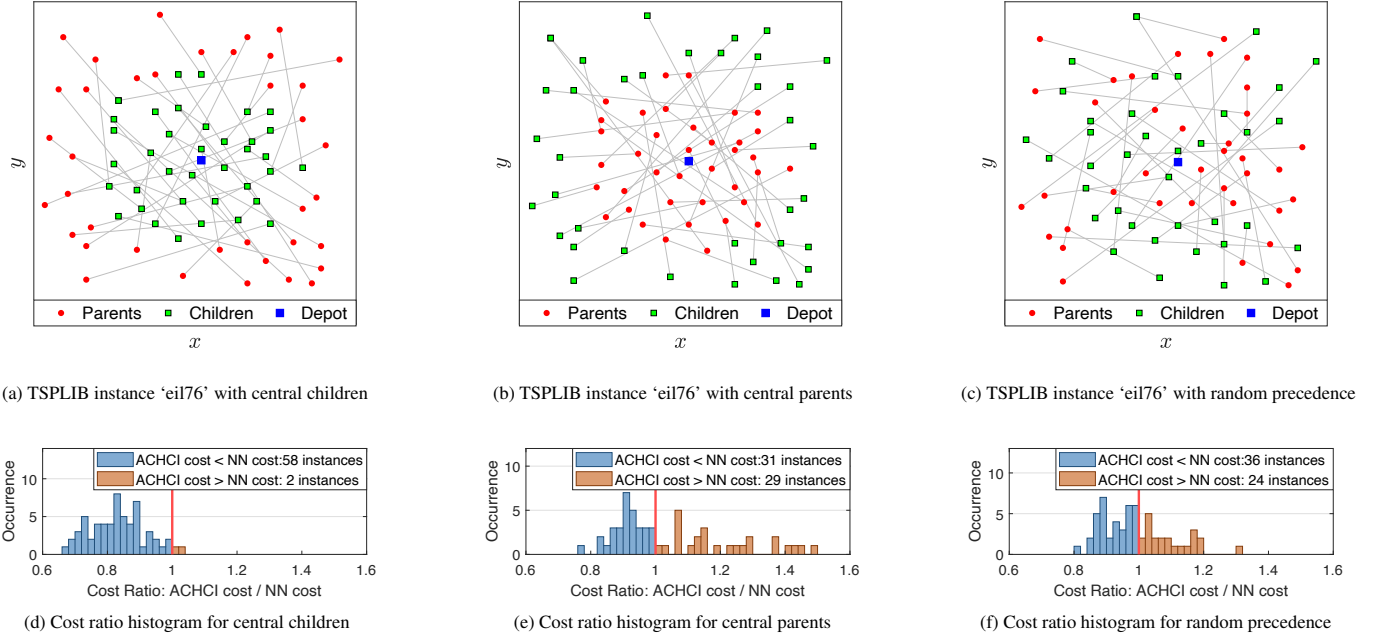 y
y
y
Parents Children Depot
Parents Children Depot
Parents Children Depot
x
x
x
(a) TSPLIB instance ‘eil76’ with central children
(b) TSPLIB instance ‘eil76’ with central parents
(c) TSPLIB instance ‘eil76’ with random precedence
Occurrence
10
5
0
ACHCI cost < NN cost:58 instances
ACHCI cost > NN cost: 2 instances
0.6 0.8 1 1.2 1.4 1.6
Cost Ratio: ACHCI cost / NN cost
(d) Cost ratio histogram for central children
Occurrence
10
5
0
ACHCI cost < NN cost:31 instances
ACHCI cost > NN cost: 29 instances
0.6 0.8 1 1.2 1.4 1.6
Cost Ratio: ACHCI cost / NN cost
(e) Cost ratio histogram for central parents
Occurrence
10
5
0
ACHCI cost < NN cost:36 instances
ACHCI cost > NN cost: 24 instances
0.6 0.8 1 1.2 1.4 1.6
Cost Ratio: ACHCI cost / NN cost
(f) Cost ratio histogram for random precedence